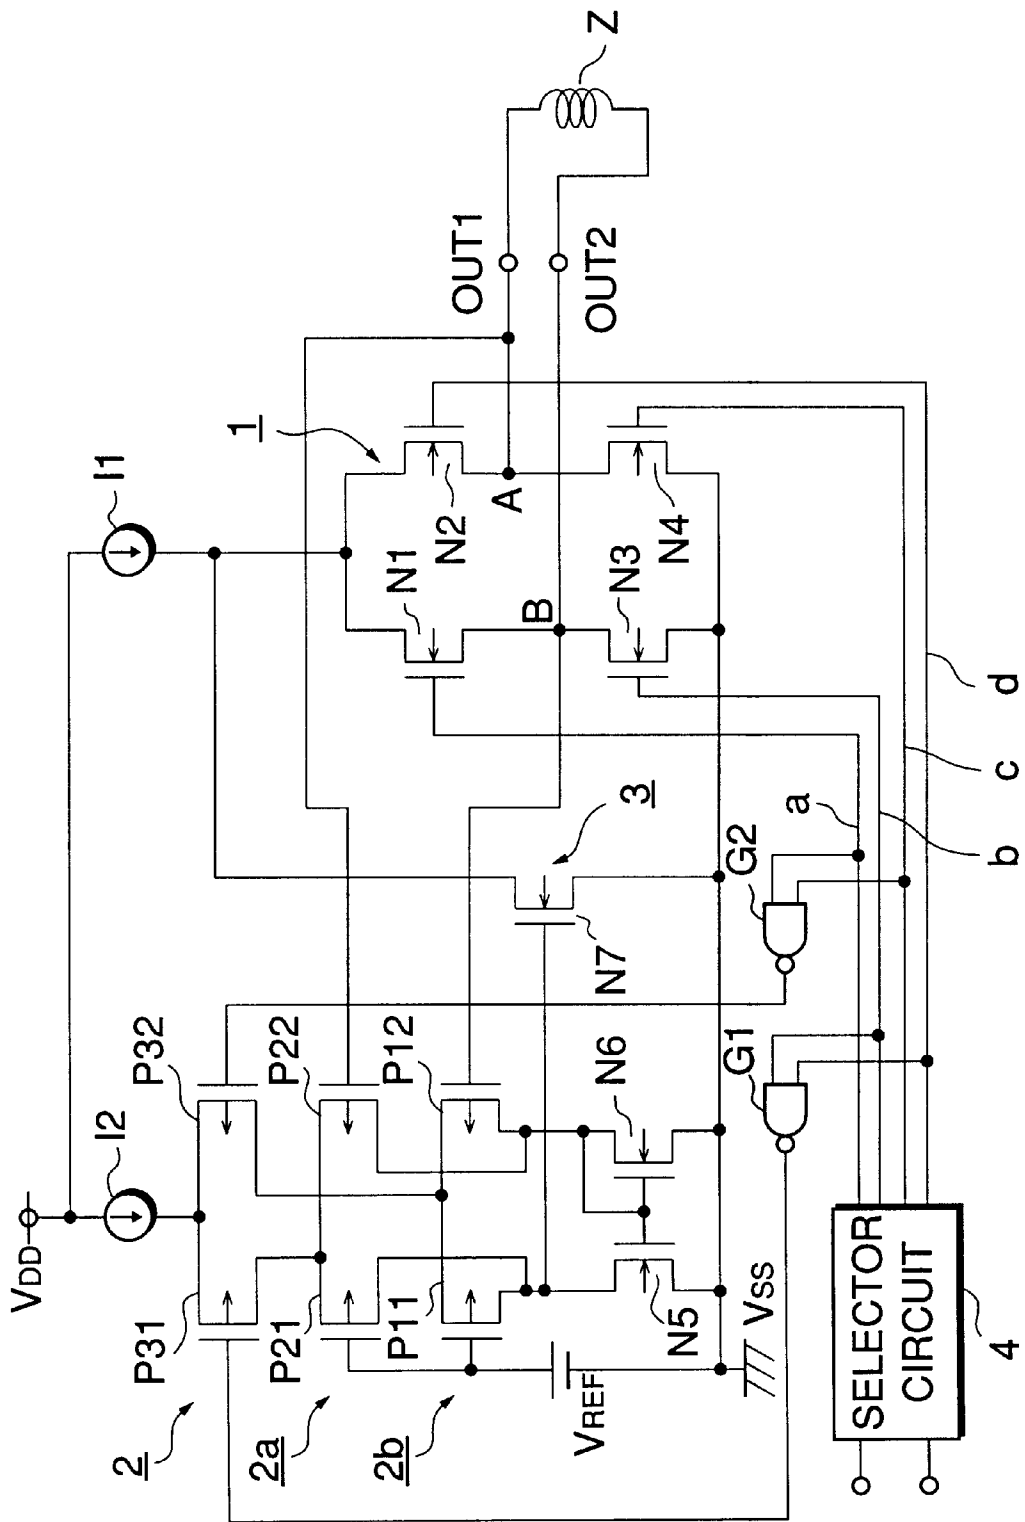 VDD
I1
I2
P31
P32
2
P21
P22
2a
P11
P12
2b
VREF
N5
N6
VSS
N7
3
1
N1
N2
A
B
N3
N4
OUT1
OUT2
Z
G1
G2
a
b
c
d
SELECTOR
CIRCUIT
4